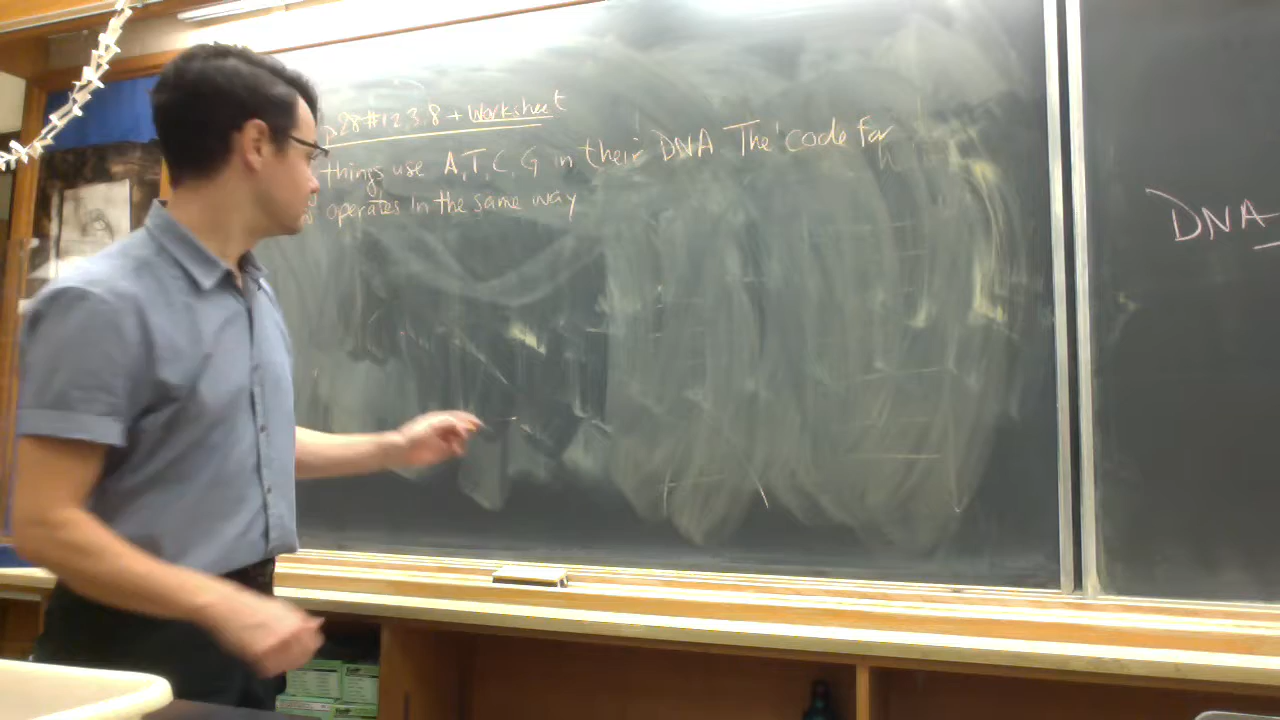 p28 #1 2 3.8 + Worksheet
things use A, T, C, G in their DNA The code for
operates in the same way
DNA